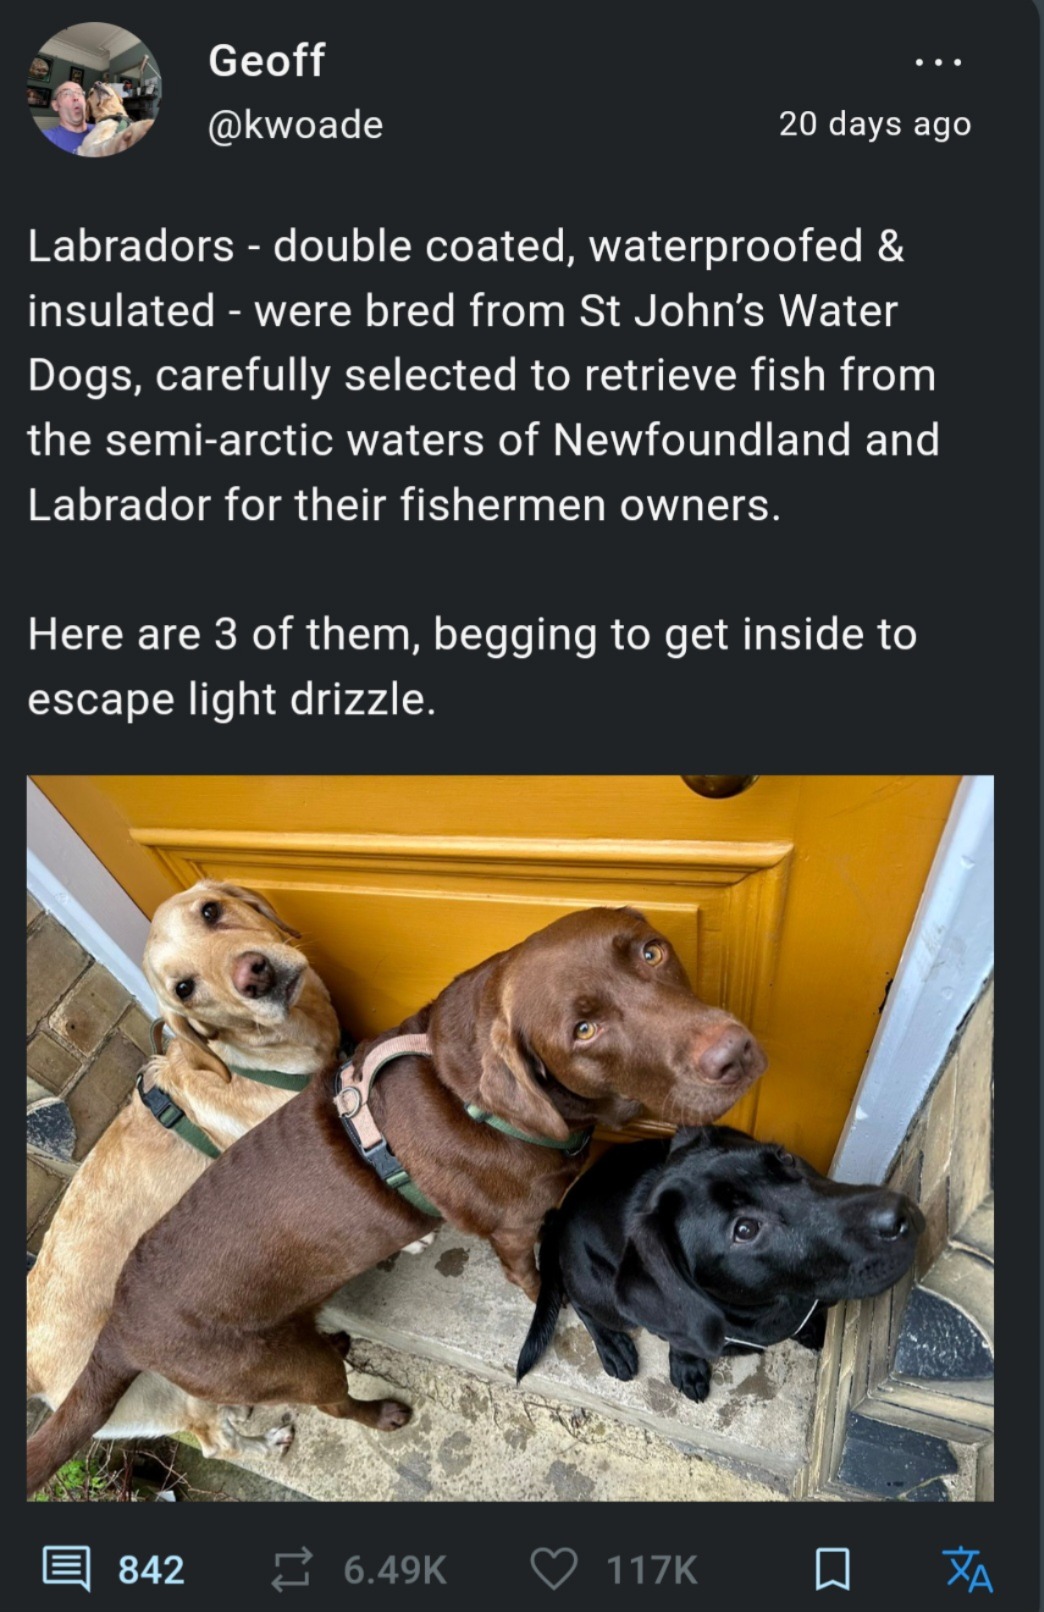 Geoff
@kwoade
20 days ago
Labradors - double coated, waterproofed &
insulated - were bred from St John’s Water
Dogs, carefully selected to retrieve fish from
the semi-arctic waters of Newfoundland and
Labrador for their fishermen owners.
Here are 3 of them, begging to get inside to
escape light drizzle.
842 6.49K 117K